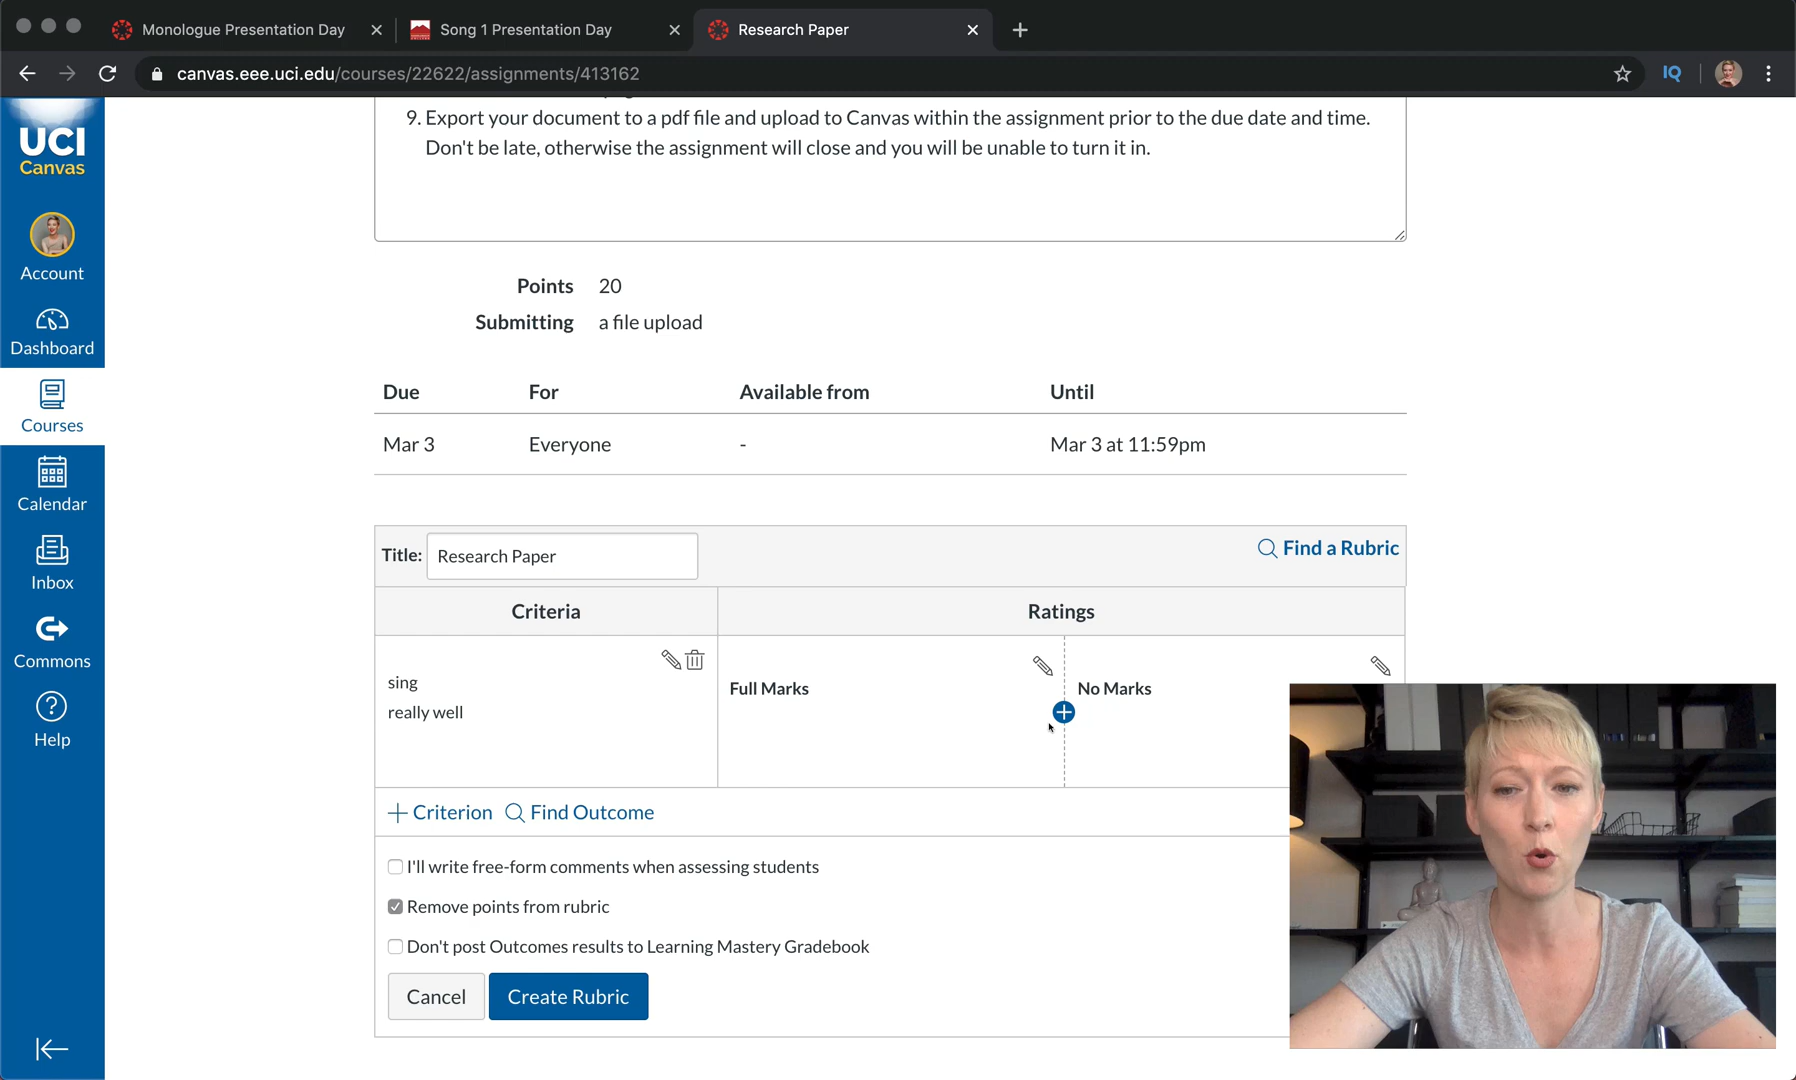 Monologue Presentation Day
Song 1 Presentation Day
Research Paper
canvas.eee.uci.edu/courses/22622/assignments/413162
IQ
UCI
Canvas
Account
Dashboard
Courses
Calendar
Inbox
Commons
Help
9. Export your document to a pdf file and upload to Canvas within the assignment prior to the due date and time.
Don't be late, otherwise the assignment will close and you will be unable to turn it in.
Points 20
Submitting a file upload
Due For Available from Until
Mar 3 Everyone - Mar 3 at 11:59pm
Title: Research Paper Find a Rubric
Criteria Ratings
sing
really well
Full Marks No Marks
Criterion Find Outcome
I'll write free-form comments when assessing students
Remove points from rubric
Don't post Outcomes results to Learning Mastery Gradebook
Cancel Create Rubric